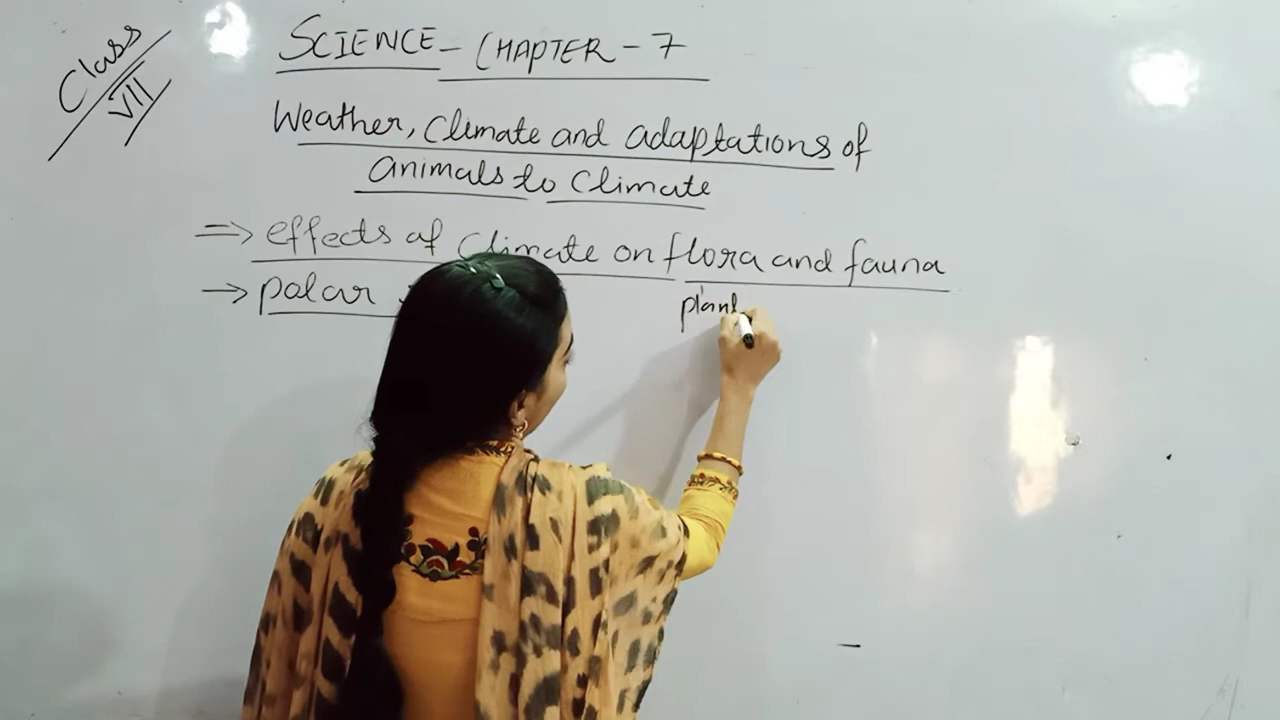 Class
VII
SCIENCE - CHAPTER - 7
Weather, Climate and adaptations of
animals to Climate
⇒ effects of Climate on flora and fauna
→ polar